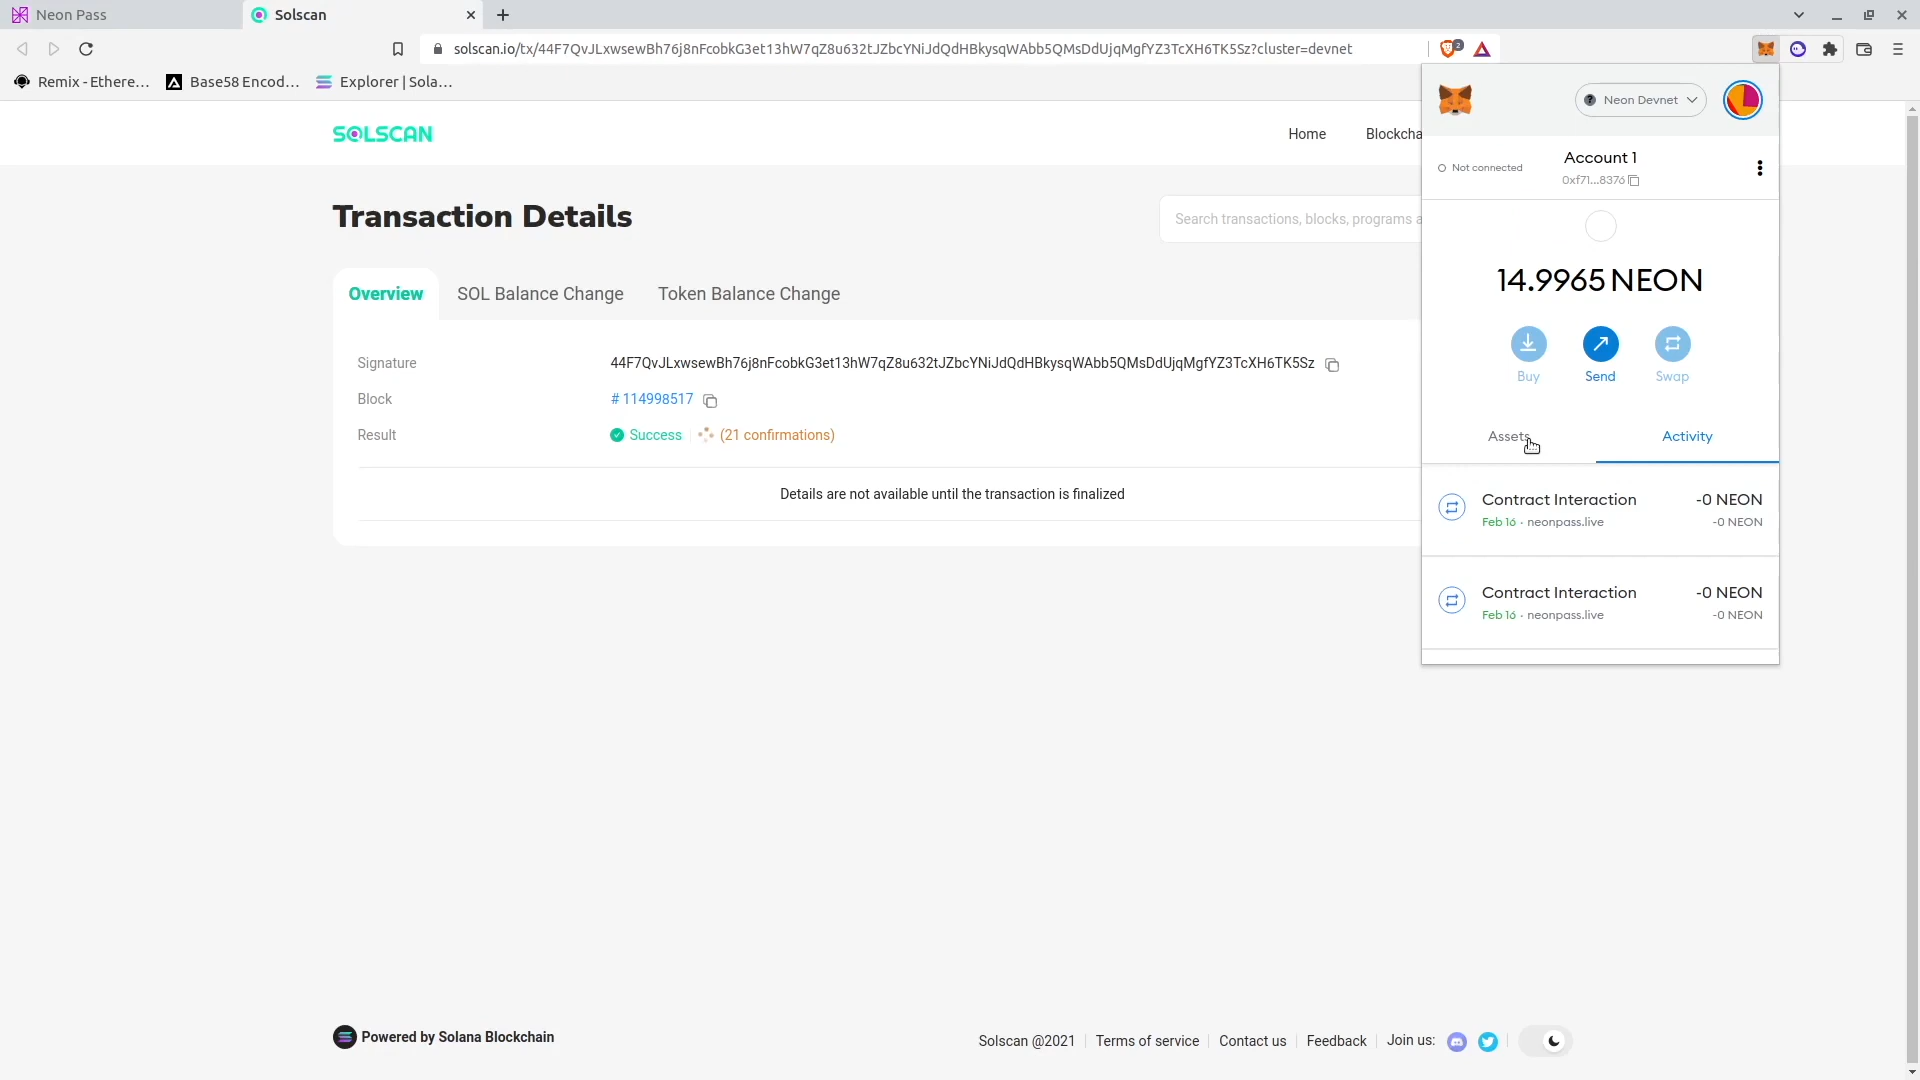 Neon Pass
Solscan
solscan.io/tx/44F7QvJLxwsewBh76j8nFcobkG3et13hW7qZ8u632tJZbcYNiJdQdHBkysqWAbb5QMsDdUjqMgfYZ3TcXH6TK5Sz?cluster=devnet
2
Remix - Ethere...
Base58 Encod...
Explorer | Sola...
SOLSCAN
Home
Blockcha
Transaction Details
Search transactions, blocks, programs a
Overview
SOL Balance Change
Token Balance Change
Signature
44F7QvJLxwsewBh76j8nFcobkG3et13hW7qZ8u632tJZbcYNiJdQdHBkysqWAbb5QMsDdUjqMgfYZ3TcXH6TK5Sz
Block
# 114998517
Result
Success
(21 confirmations)
Details are not available until the transaction is finalized
? Neon Devnet
Not connected
Account 1
0xf71...8376
14.9965 NEON
Buy
Send
Swap
Assets
Activity
Contract Interaction
-0 NEON
Feb 16 · neonpass.live
-0 NEON
Contract Interaction
-0 NEON
Feb 16 · neonpass.live
-0 NEON
Powered by Solana Blockchain
Solscan @2021
Terms of service
Contact us
Feedback
Join us: